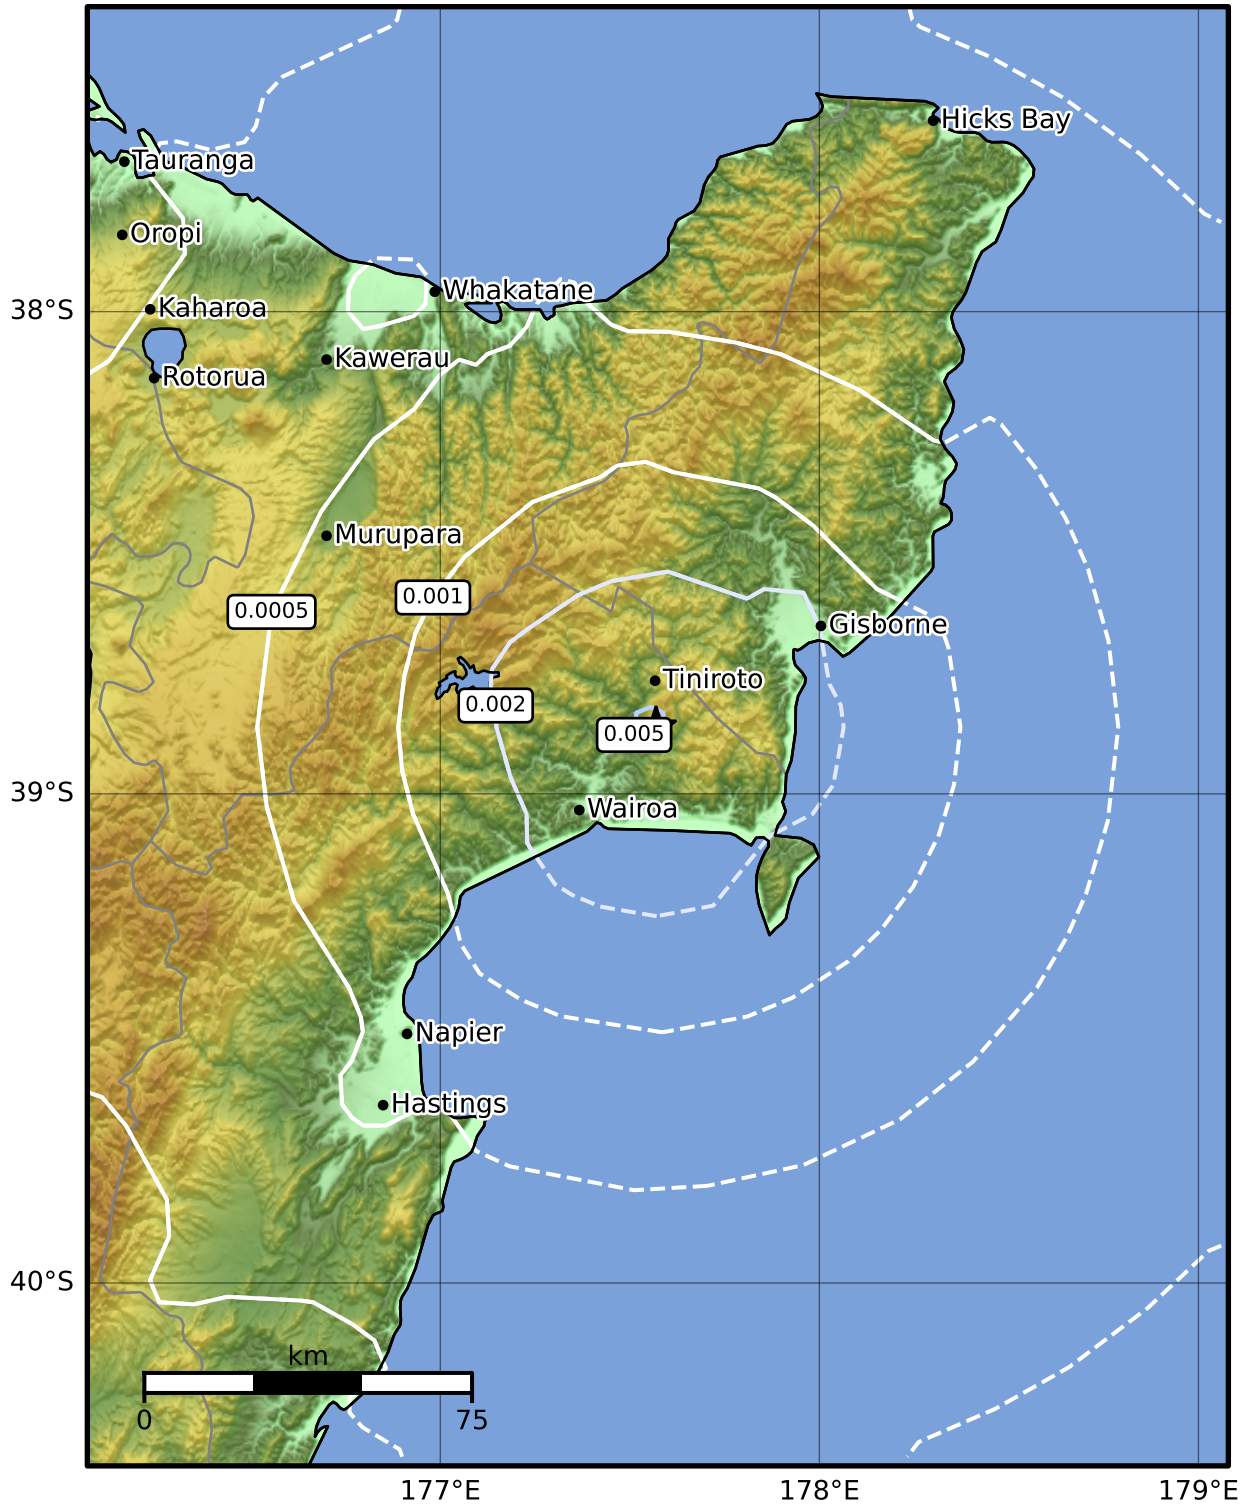 Hicks Bay
Tauranga
Oropi
Whakatane
Kaharoa
38°S
Kawerau
Rotorua
Murupara
0.001
0.0005
Gisborne
Tiniroto
0.002
0.005
39°S
Wairoa
Napier
Hastings
40°S
km
0
75
177°E
178°E
179°E